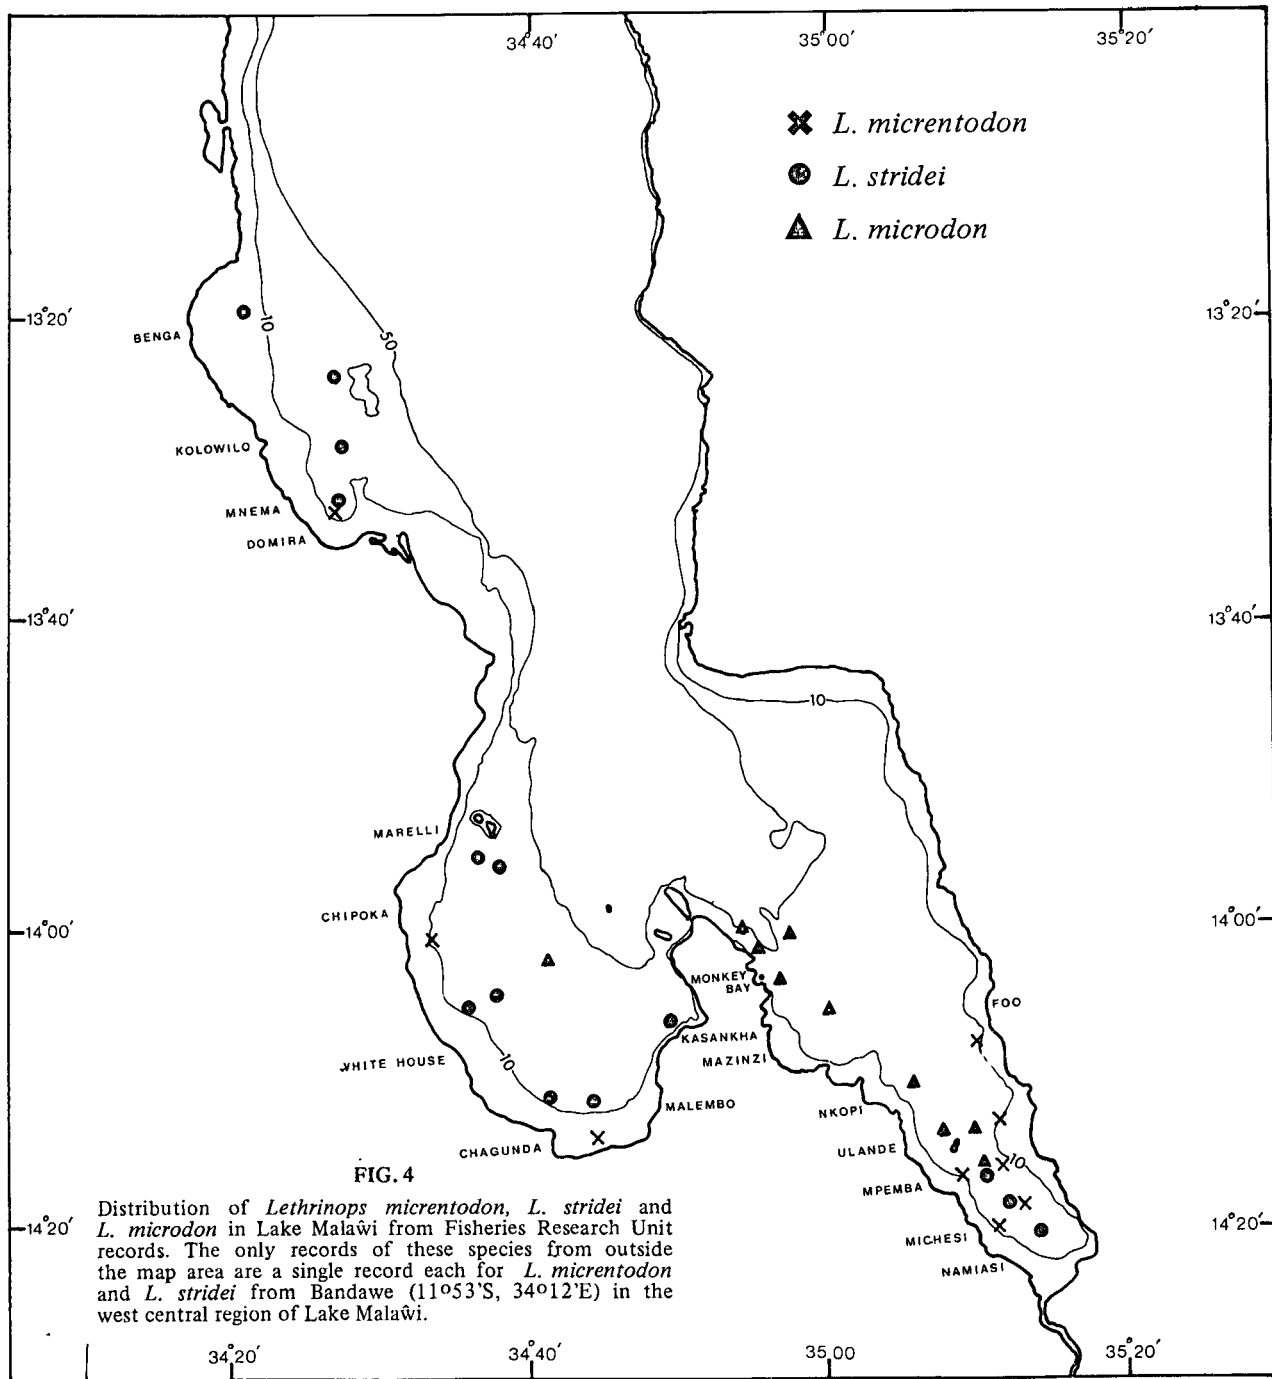 34°40′ 35°00′ 35°20′
L. micrentodon
L. stridei
L. microdon
13°20′ 13°20′
BENGA
10
50
KOLOWILO
MNEMA
DOMIRA
13°40′ 13°40′
10
MARELLI
CHIPOKA
14°00′ 14°00′
MONKEY
BAY
FOO
KASANKHA
MAZINZI
WHITE HOUSE
10
MALEMBO
NKOPI
CHAGUNDA
ULANDE
10
MPEMBA
MICHESI
NAMIASI
14°20′ 14°20′
FIG. 4
Distribution of Lethrinops micrentodon, L. stridei and
L. microdon in Lake Malaŵi from Fisheries Research Unit
records. The only records of these species from outside
the map area are a single record each for L. micrentodon
and L. stridei from Bandawe (11º53'S, 34º12'E) in the
west central region of Lake Malaŵi.
34°20′ 34°40′ 35°00′ 35°20′